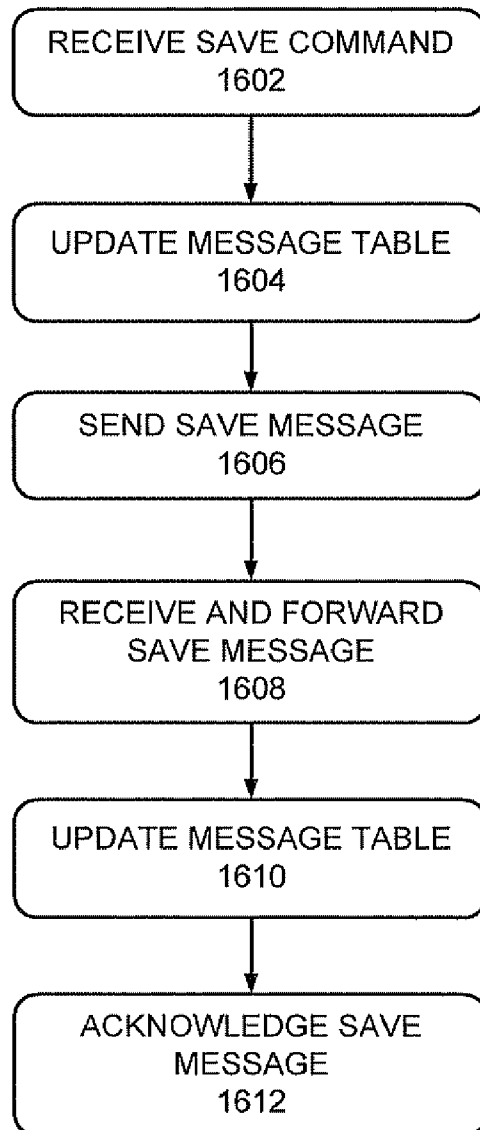 RECEIVE SAVE COMMAND
1602
UPDATE MESSAGE TABLE
1604
SEND SAVE MESSAGE
1606
RECEIVE AND FORWARD
SAVE MESSAGE
1608
UPDATE MESSAGE TABLE
1610
ACKNOWLEDGE SAVE
MESSAGE
1612